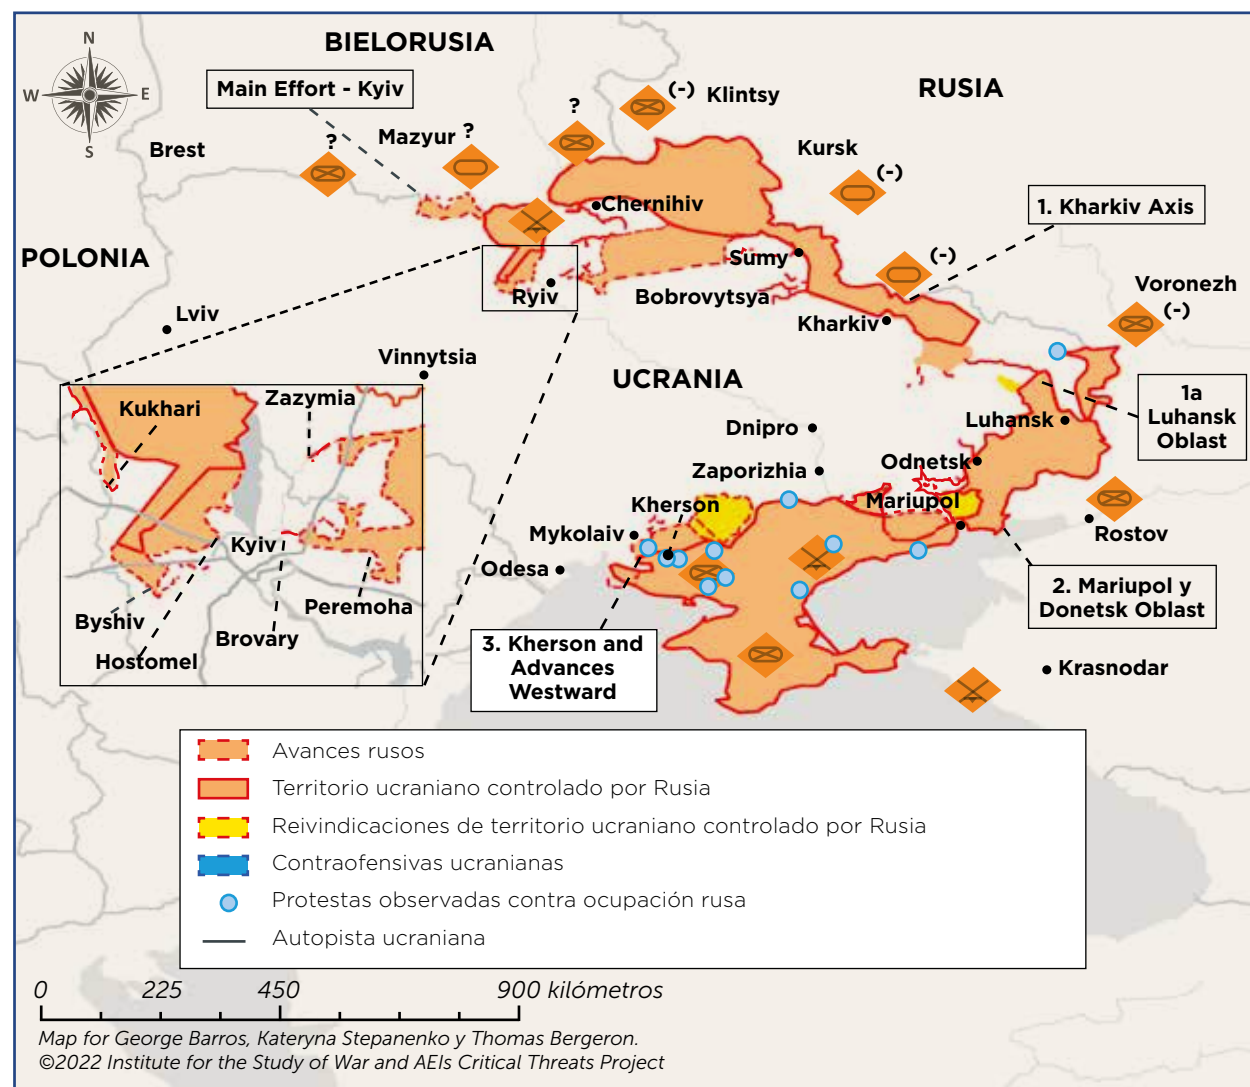 N
W
E
S
BIELORUSIA
Main Effort - Kyiv
?
(-)
Klintsy
RUSIA
Mazyur
?
Brest
?
Kursk
(-)
1. Kharkiv Axis
Chernihiv
POLONIA
Sumy
(-)
Ryiv
Bobrovytsya
Voronezh
(-)
Lviv
Kharkiv
Vinnytsia
UCRANIA
1a
Luhansk
Oblast
Kukhari
Zazymia
Dnipro
Luhansk
Zaporizhia
Odnetsk
Kherson
Mariupol
Mykolaiv
Rostov
Kyiv
Odesa
Byshiv
Peremoha
Brovary
Hostomel
2. Mariupol y
Donetsk Oblast
3. Kherson and
Advances
Westward
Krasnodar
Avances rusos
Territorio ucraniano controlado por Rusia
Reivindicaciones de territorio ucraniano controlado por Rusia
Contraofensivas ucranianas
Protestas observadas contra ocupación rusa
Autopista ucraniana
0 225 450 900 kilómetros
Map for George Barros, Kateryna Stepanenko y Thomas Bergeron.
©2022 Institute for the Study of War and AEIs Critical Threats Project